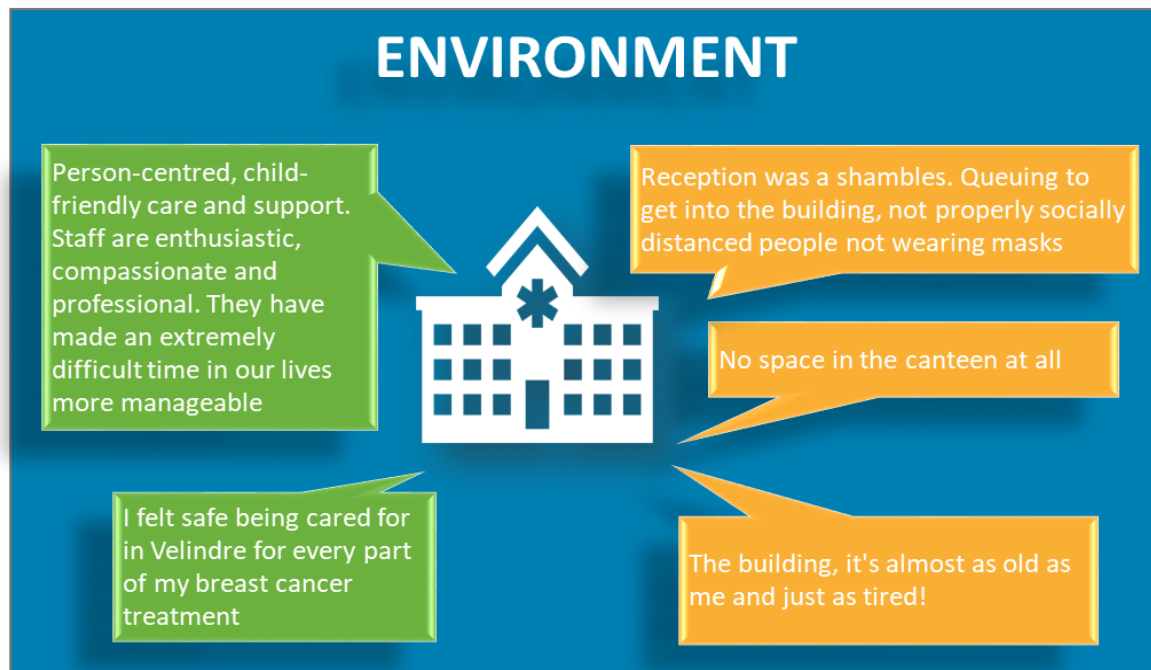 ENVIRONMENT
Person-centred, child-
friendly care and support.
Staff are enthusiastic,
compassionate and
professional. They have
made an extremely
difficult time in our lives
more manageable
I felt safe being cared for
in Velindre for every part
of my breast cancer
treatment
Reception was a shambles. Queuing to
get into the building, not properly socially
distanced people not wearing masks
No space in the canteen at all
The building, it's almost as old as
me and just as tired!